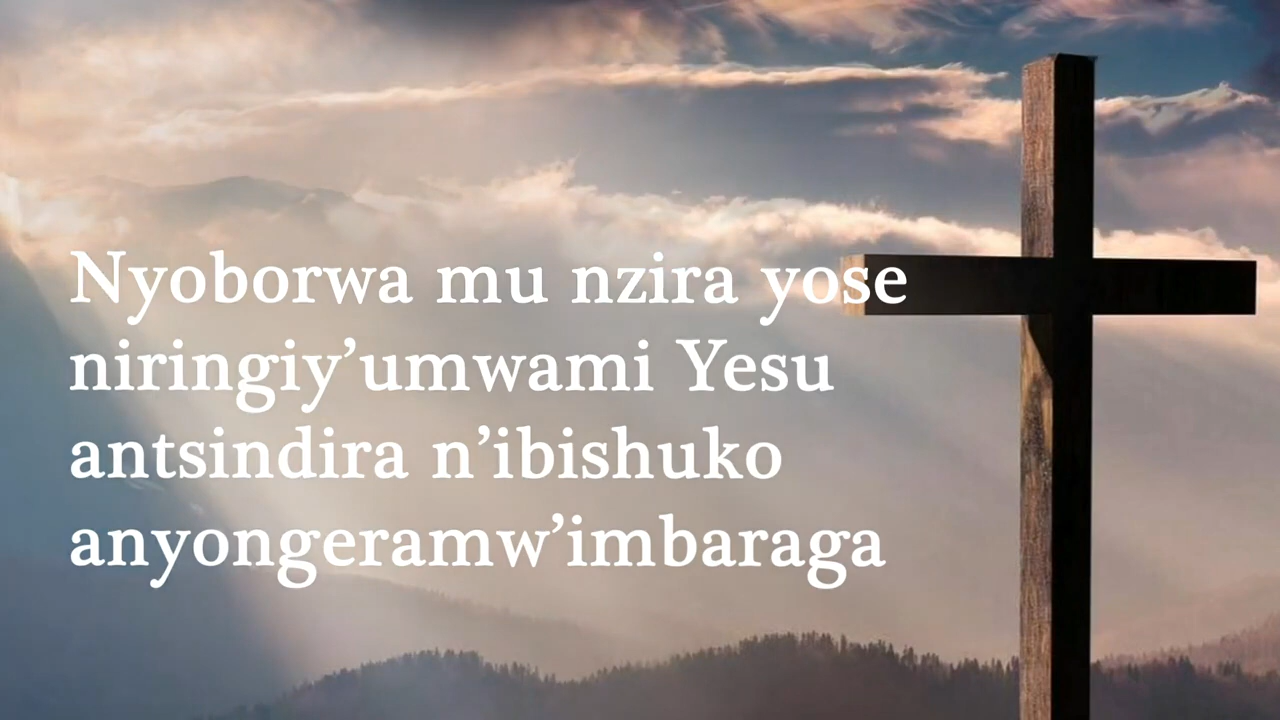 Nyoborwa mu nzira yose
niringiy’umwami Yesu
antsindira n’ibishuko
anyongeramw’imbaraga